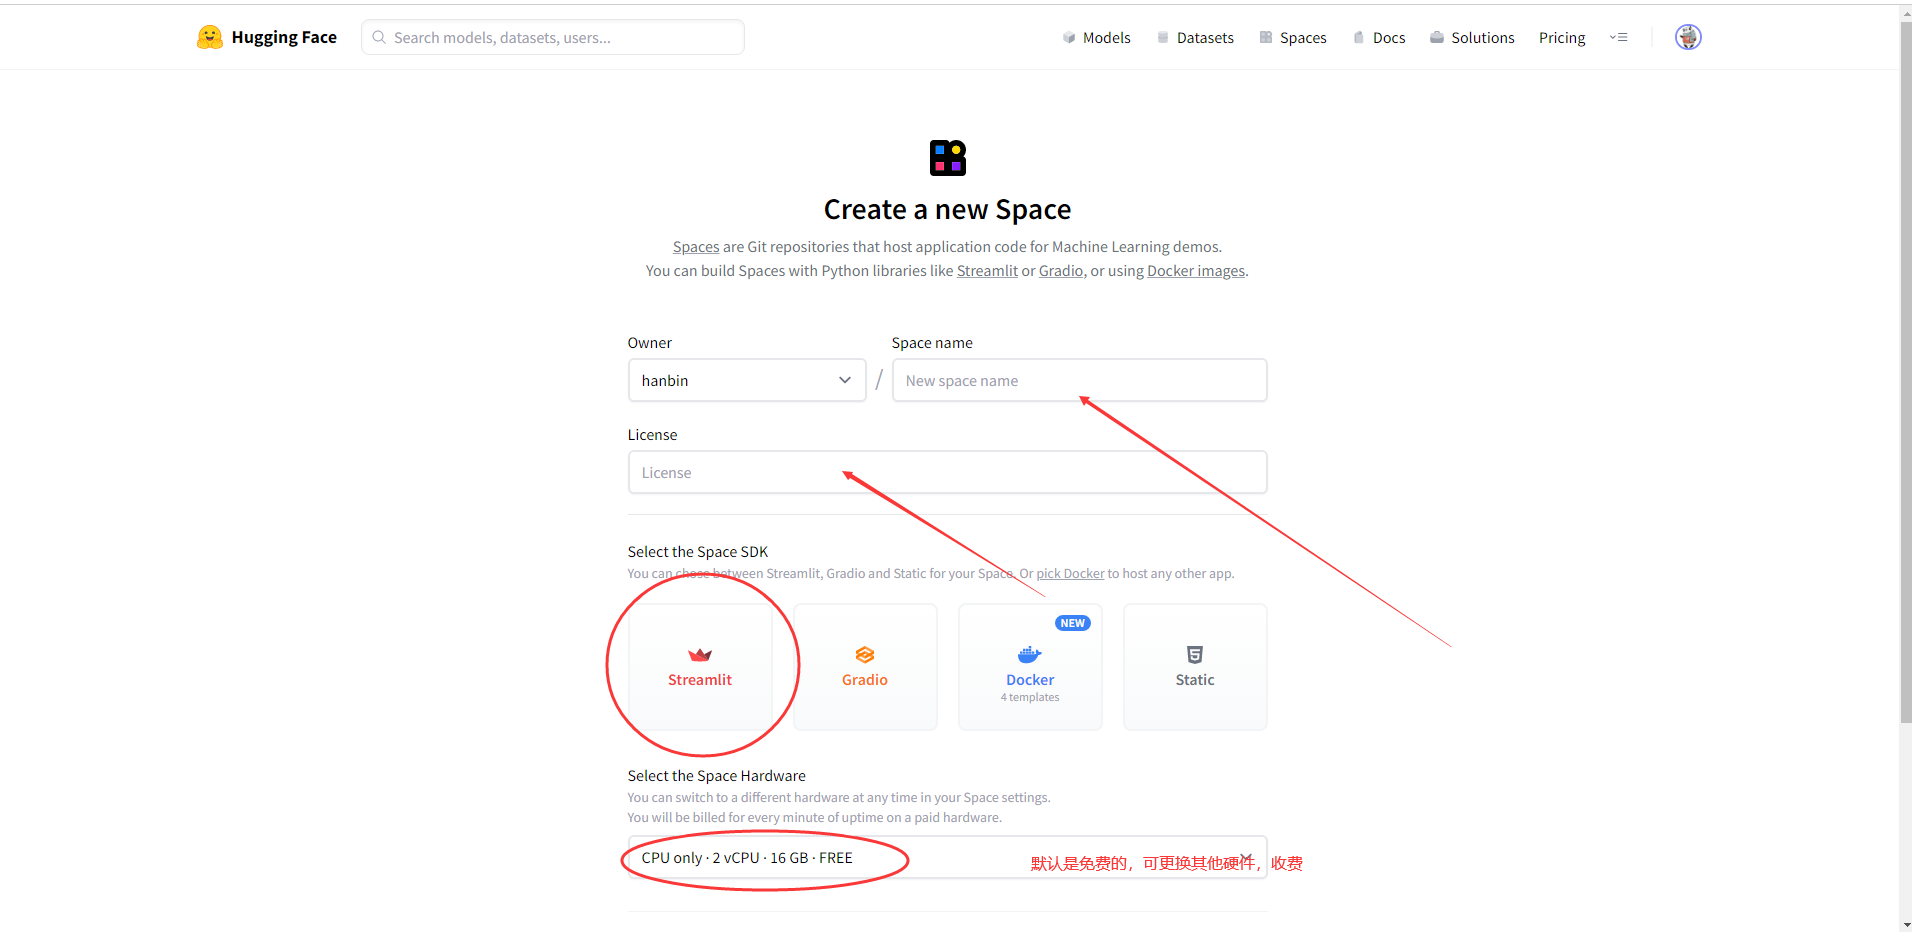 Hugging Face
Search models, datasets, users...
Models
Datasets
Spaces
Docs
Solutions
Pricing
Create a new Space
Spaces are Git repositories that host application code for Machine Learning demos.
You can build Spaces with Python libraries like Streamlit or Gradio, or using Docker images.
Owner
Space name
hanbin
/
New space name
License
License
Select the Space SDK
You can chose between Streamlit, Gradio and Static for your Space. Or pick Docker to host any other app.
NEW
Streamlit
Gradio
Docker
4 templates
Static
Select the Space Hardware
You can switch to a different hardware at any time in your Space settings.
You will be billed for every minute of uptime on a paid hardware.
CPU only · 2 vCPU · 16 GB · FREE
默认是免费的，可更换其他硬件，收费